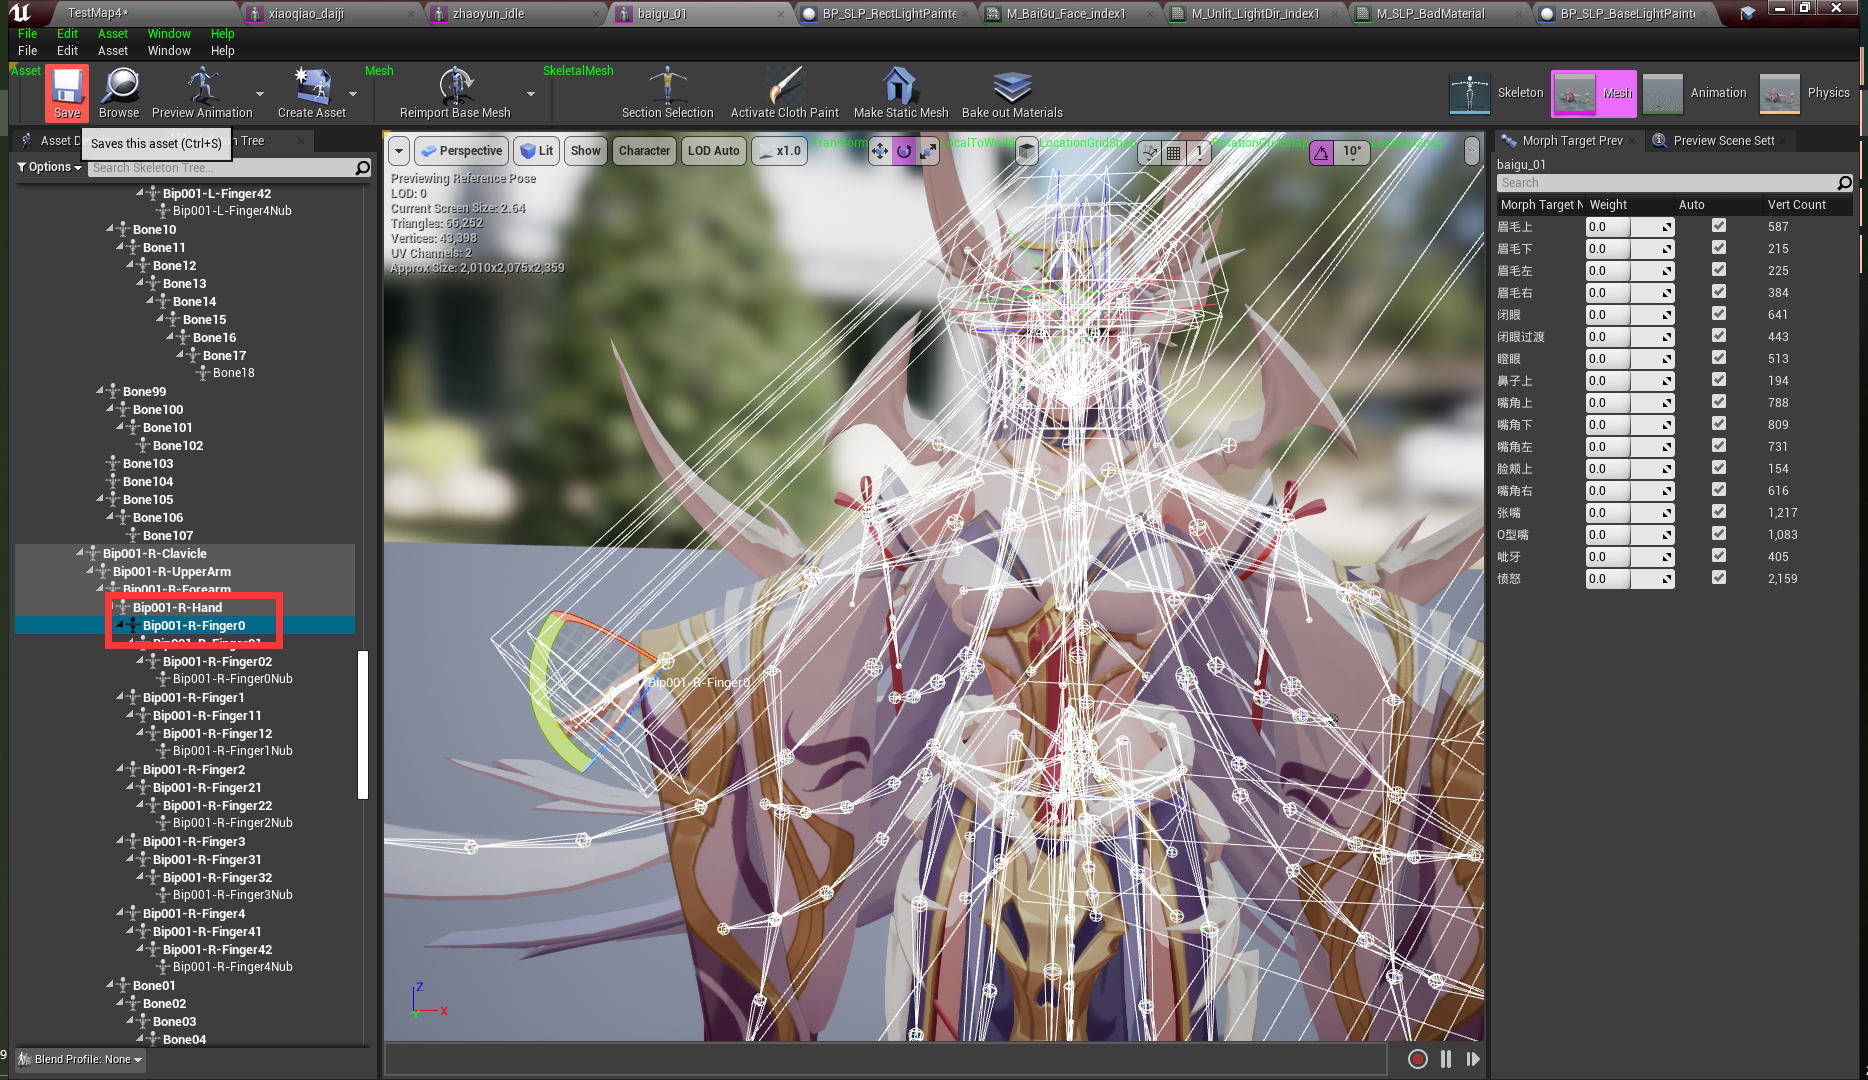 TestMap4*
xiaoqiao_daiji
zhaoyun_idle
baigu_01
BP_SLP_RectLightPainte
M_BaiGu_Face_index1
M_Unlit_LightDir_Index1
M_SLP_BadMaterial
BP_SLP_BaseLightPainte
File Edit Asset Window Help
File Edit Asset Window Help
Asset
Mesh
SkeletalMesh
Save
Browse
Preview Animation
Create Asset
Reimport Base Mesh
Section Selection
Activate Cloth Paint
Make Static Mesh
Bake out Materials
Skeleton
Mesh
Animation
Physics
Asset D
on Tree
Saves this asset (Ctrl+S)
Options
Search Skeleton Tree...
Bip001-L-Finger42
Bip001-L-Finger4Nub
Bone10
Bone11
Bone12
Bone13
Bone14
Bone15
Bone16
Bone17
Bone18
Bone99
Bone100
Bone101
Bone102
Bone103
Bone104
Bone105
Bone106
Bone107
Bip001-R-Clavicle
Bip001-R-UpperArm
Bip001-R-Forearm
Bip001-R-Hand
Bip001-R-Finger0
Bip001-R-Finger01
Bip001-R-Finger02
Bip001-R-Finger0Nub
Bip001-R-Finger1
Bip001-R-Finger11
Bip001-R-Finger12
Bip001-R-Finger1Nub
Bip001-R-Finger2
Bip001-R-Finger21
Bip001-R-Finger22
Bip001-R-Finger2Nub
Bip001-R-Finger3
Bip001-R-Finger31
Bip001-R-Finger32
Bip001-R-Finger3Nub
Bip001-R-Finger4
Bip001-R-Finger41
Bip001-R-Finger42
Bip001-R-Finger4Nub
Bone01
Bone02
Bone03
Bone04
9
Blend Profile: None
Perspective
Lit
Show
Character
LOD Auto
x1.0
Transform
LocationGridSnap
1
10°
Previewing Reference Pose
LOD: 0
Current Screen Size: 2.64
Triangles: 66,252
Vertices: 43,398
UV Channels: 2
Approx Size: 2,010x2,075x2,359
Bip001-R-Finger0
Z
X
Morph Target Prev
Preview Scene Sett
baigu_01
Search
Morph Target N Weight Auto Vert Count
眉毛上 0.0 587
眉毛下 0.0 215
眉毛左 0.0 225
眉毛右 0.0 384
闭眼 0.0 641
闭眼过渡 0.0 443
瞪眼 0.0 513
鼻子上 0.0 194
嘴角上 0.0 788
嘴角下 0.0 809
嘴角左 0.0 731
脸颊上 0.0 154
嘴角右 0.0 616
张嘴 0.0 1,217
O型嘴 0.0 1,083
呲牙 0.0 405
愤怒 0.0 2,159